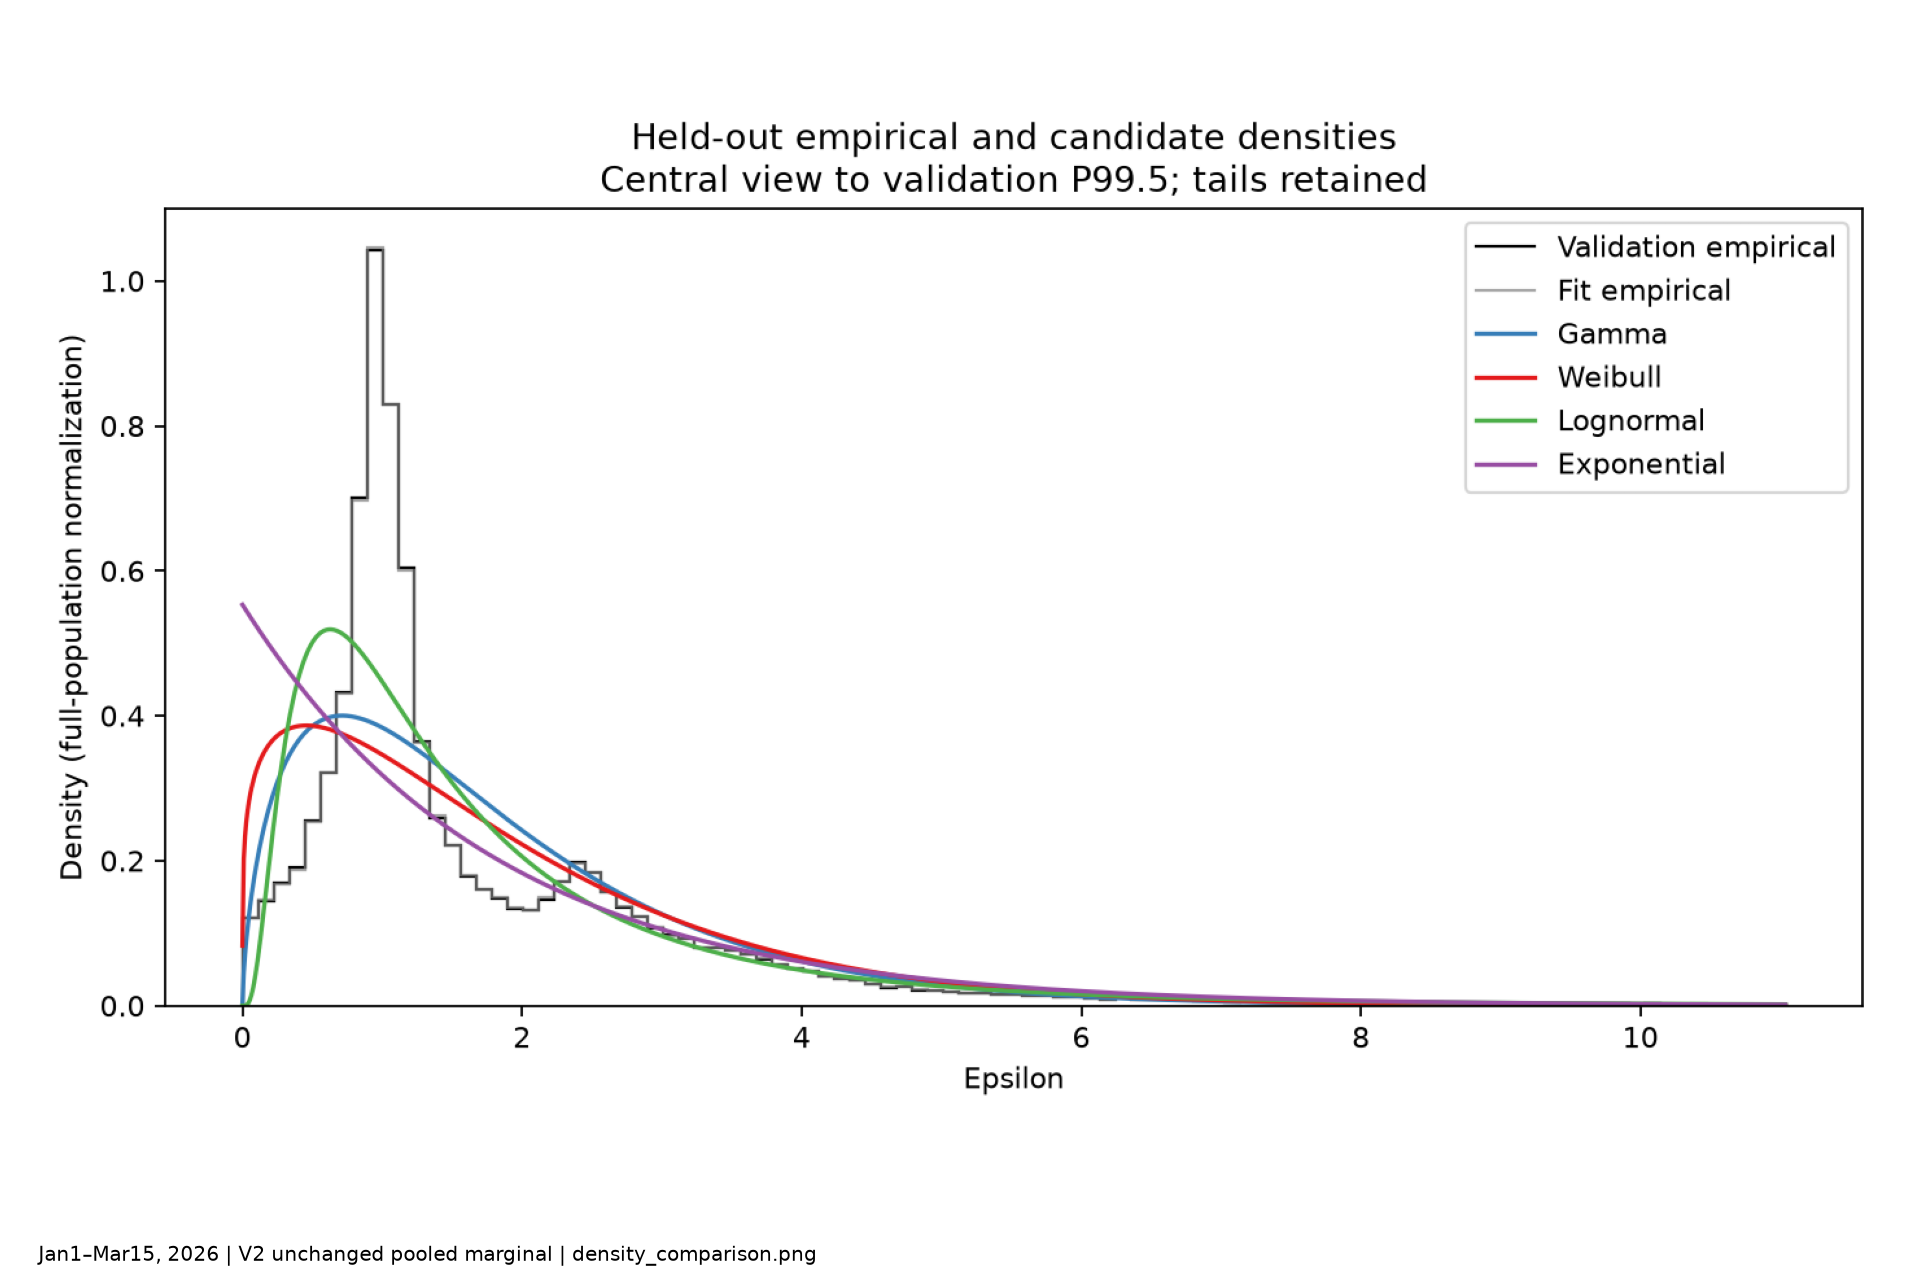 Held-out empirical and candidate densities
Central view to validation P99.5; tails retained
Validation empirical
Fit empirical
Gamma
Weibull
Lognormal
Exponential
Density (full-population normalization)
1.0
0.8
0.6
0.4
0.2
0.0
0 2 4 6 8 10
Epsilon
Jan1–Mar15, 2026 | V2 unchanged pooled marginal | density_comparison.png